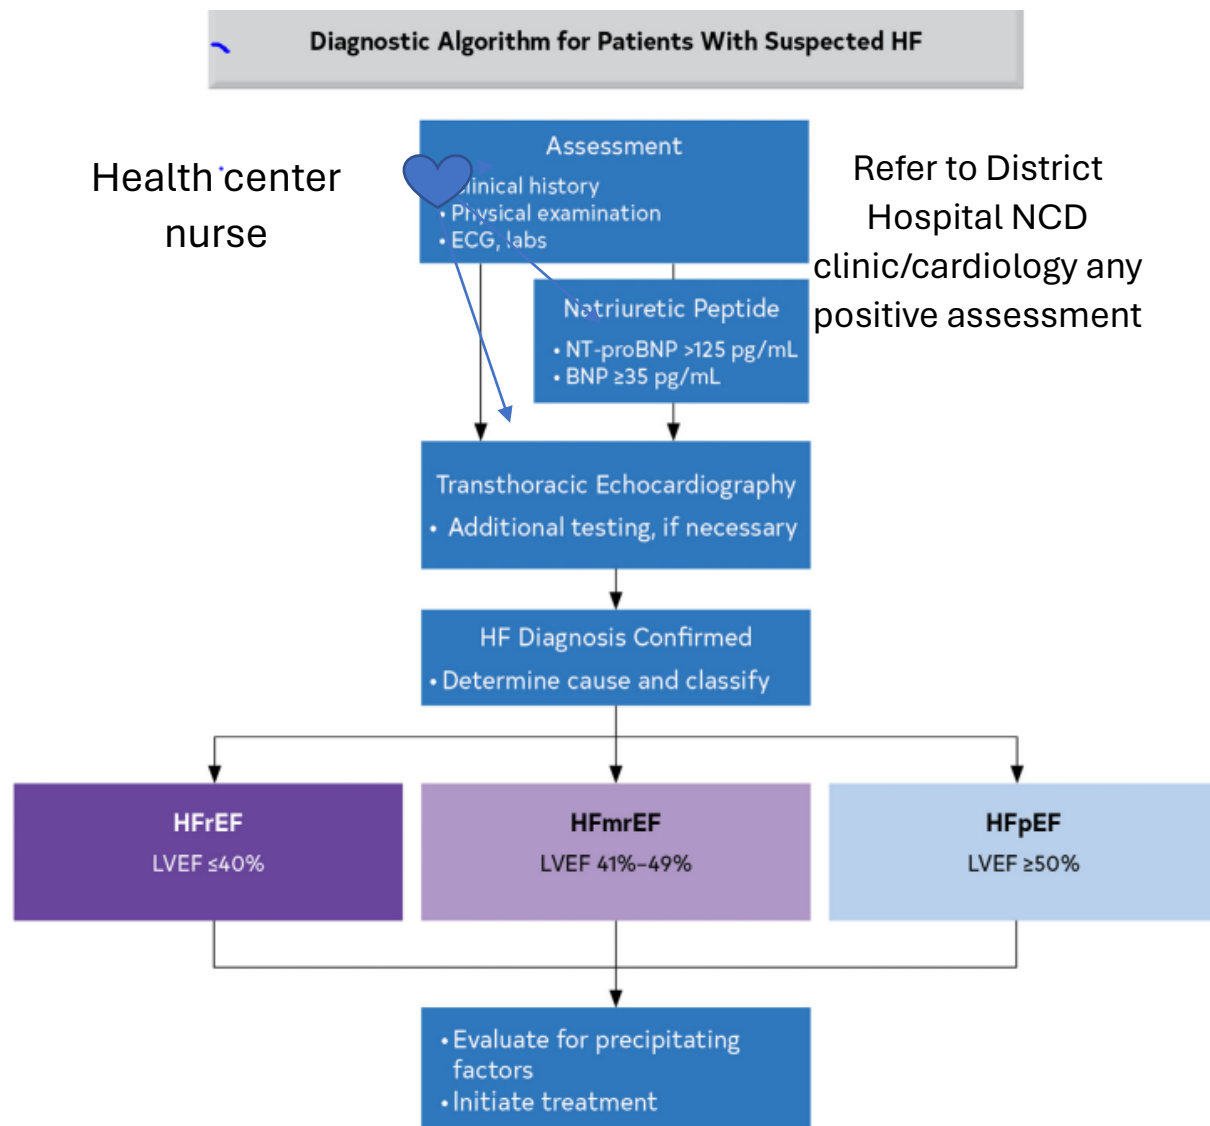 Diagnostic Algorithm for Patients With Suspected HF
Health center
nurse
Assessment
linical history
• Physical examination
• ECG, labs
Refer to District
Hospital NCD
clinic/cardiology any
positive assessment
Natriuretic Peptide
• NT-proBNP >125 pg/mL
• BNP ≥35 pg/mL
Transthoracic Echocardiography
• Additional testing, if necessary
HF Diagnosis Confirmed
• Determine cause and classify
HFrEF
LVEF ≤40%
HFmrEF
LVEF 41%–49%
HFpEF
LVEF ≥50%
• Evaluate for precipitating
factors
• Initiate treatment